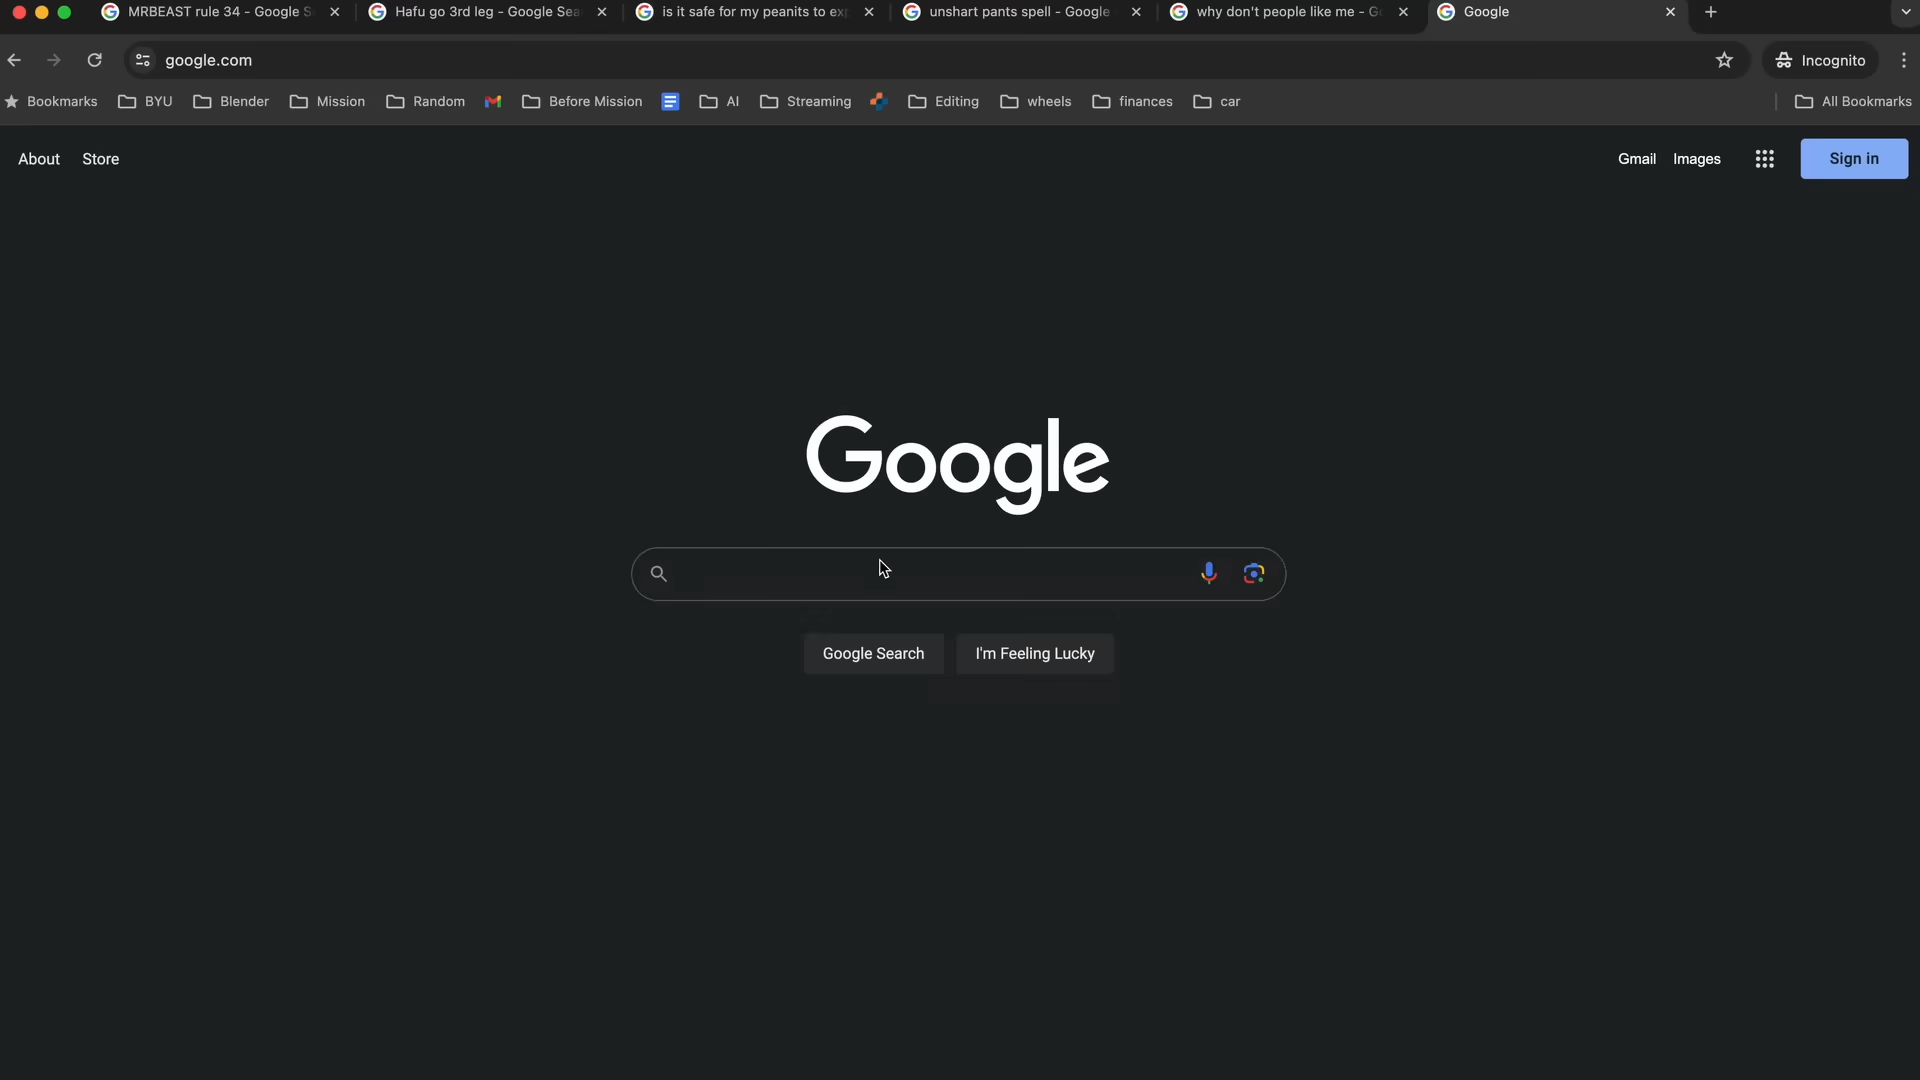 MRBEAST rule 34 - Google S
Hafu go 3rd leg - Google Sea
is it safe for my peanits to exp
unshart pants spell - Google
why don't people like me - G
Google
google.com
Incognito
Bookmarks
BYU
Blender
Mission
Random
Before Mission
AI
Streaming
Editing
wheels
finances
car
All Bookmarks
About
Store
Gmail
Images
Sign in
Google
Google Search
I'm Feeling Lucky